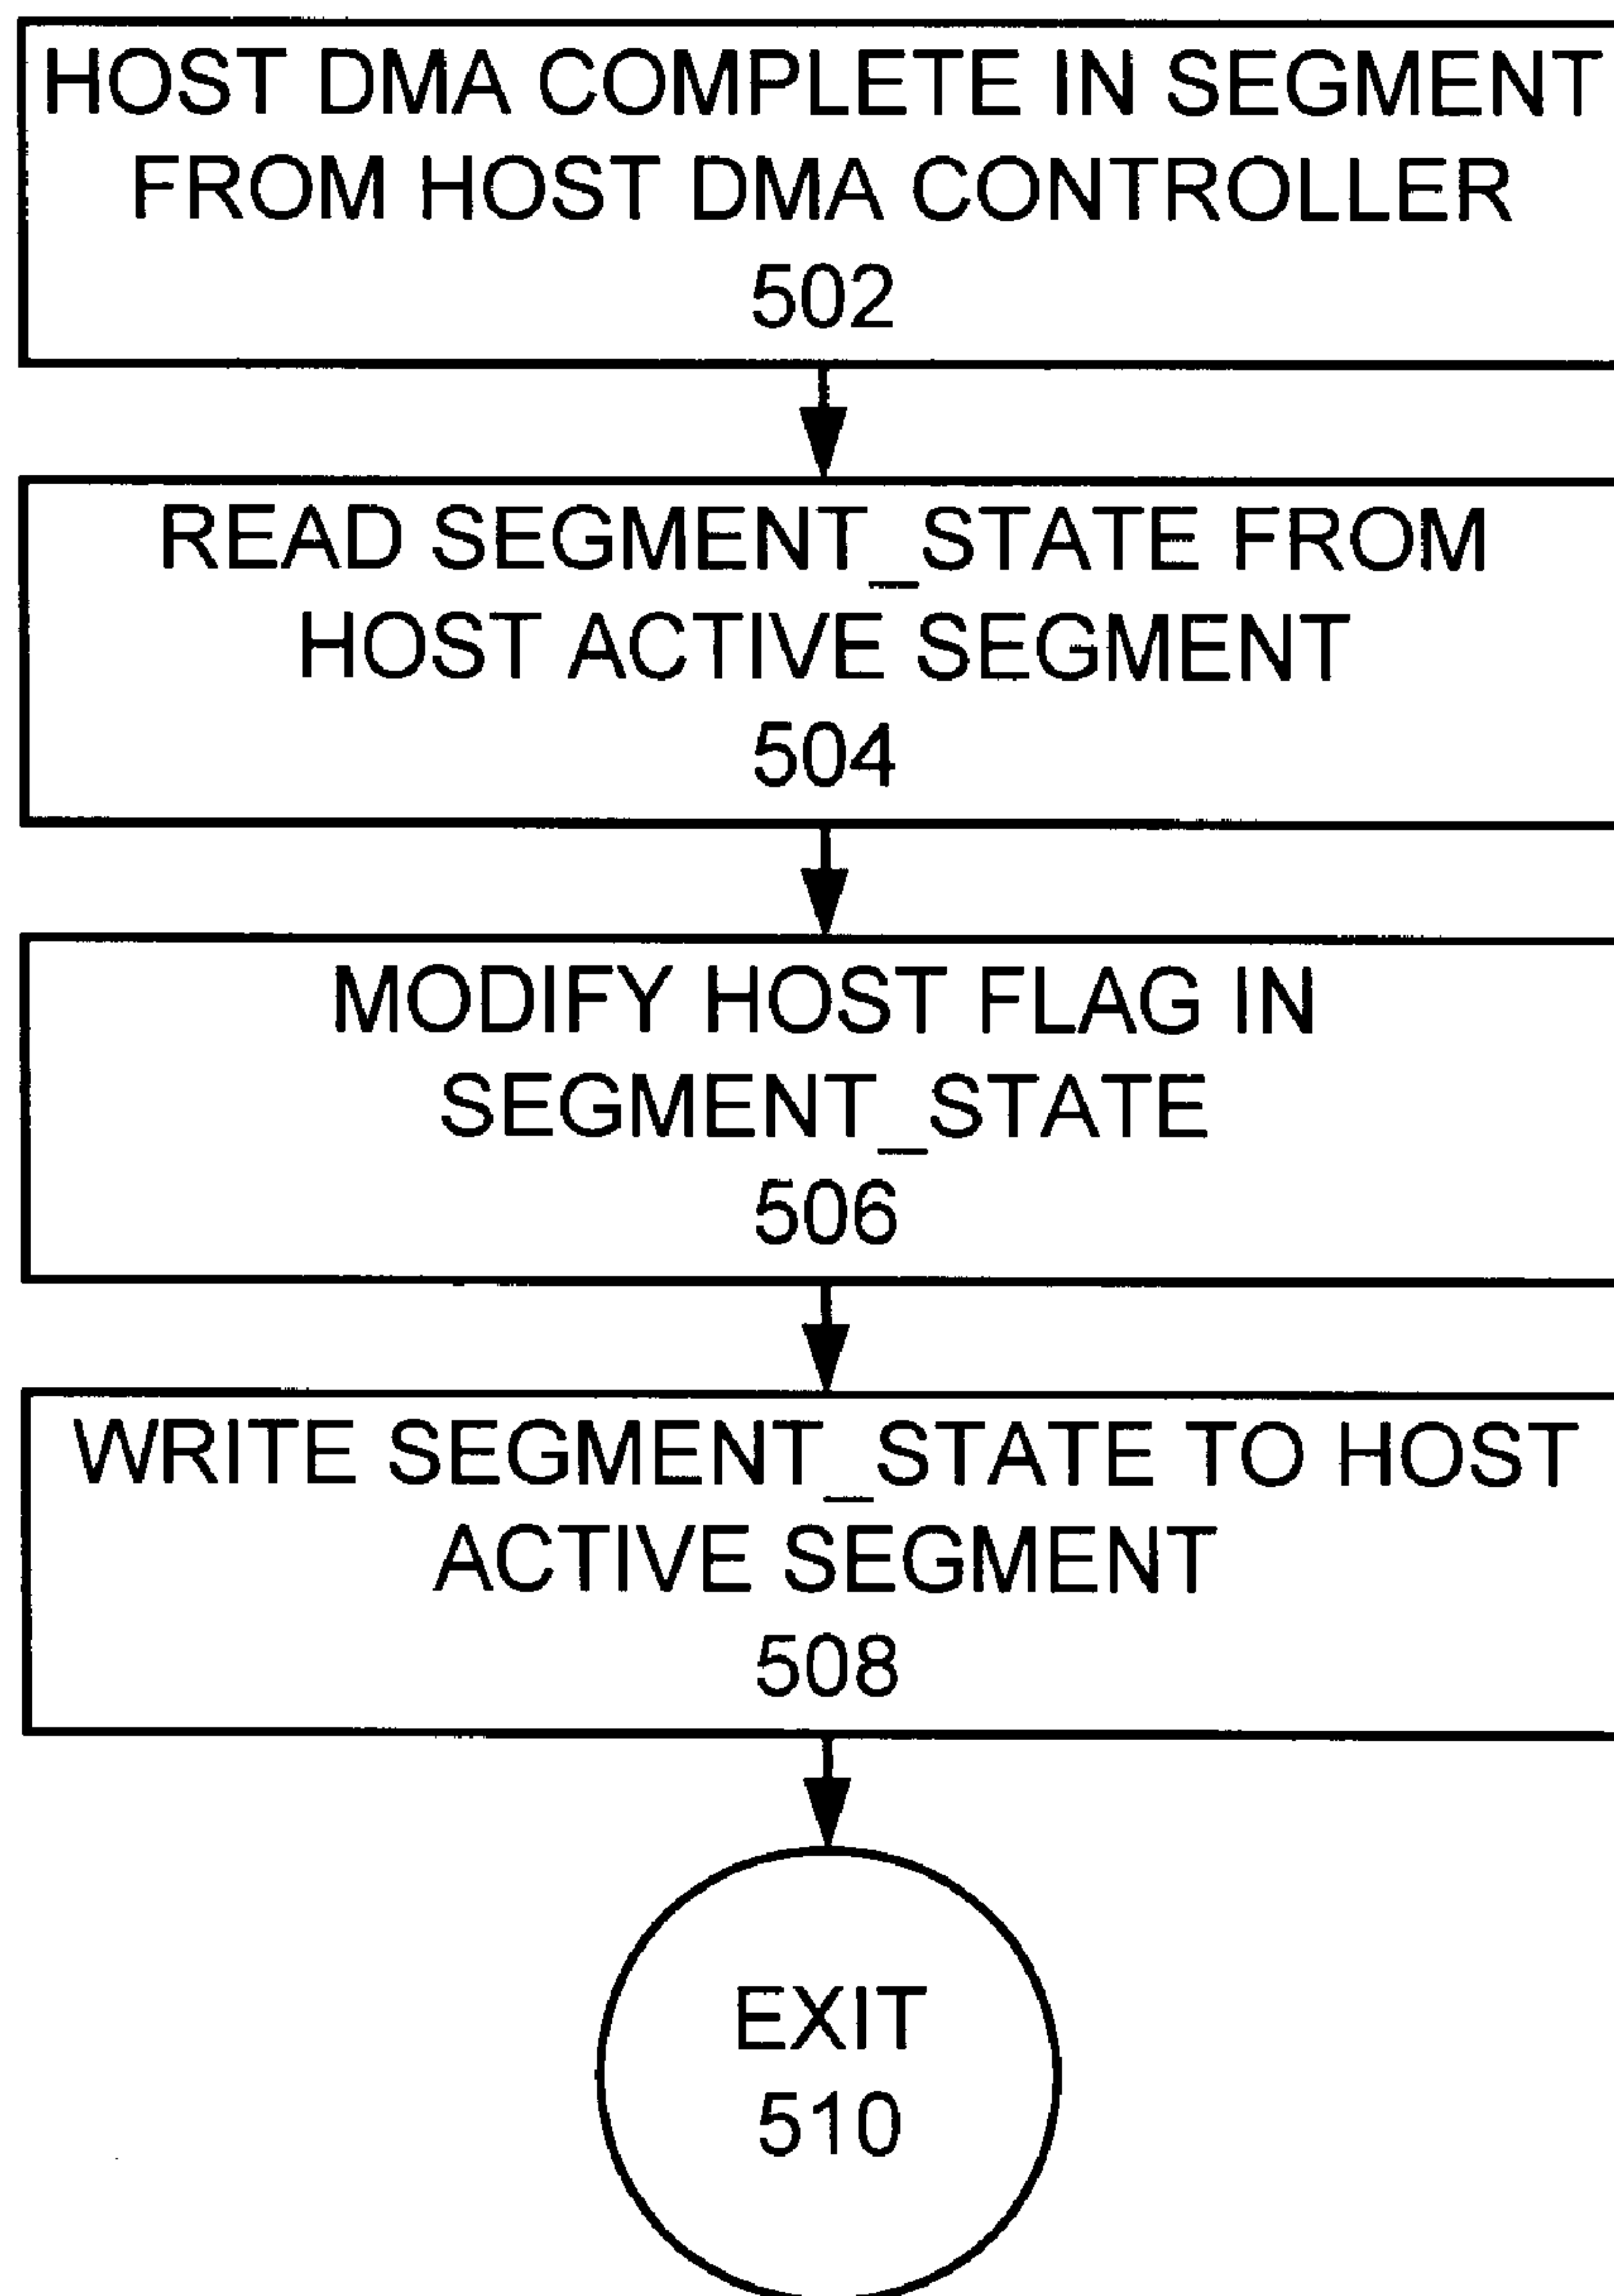 HOST DMA COMPLETE IN SEGMENT
FROM HOST DMA CONTROLLER
502
READ SEGMENT_STATE FROM
HOST ACTIVE SEGMENT
504
MODIFY HOST FLAG IN
SEGMENT_STATE
506
WRITE SEGMENT_STATE TO HOST
ACTIVE SEGMENT
508
EXIT
510